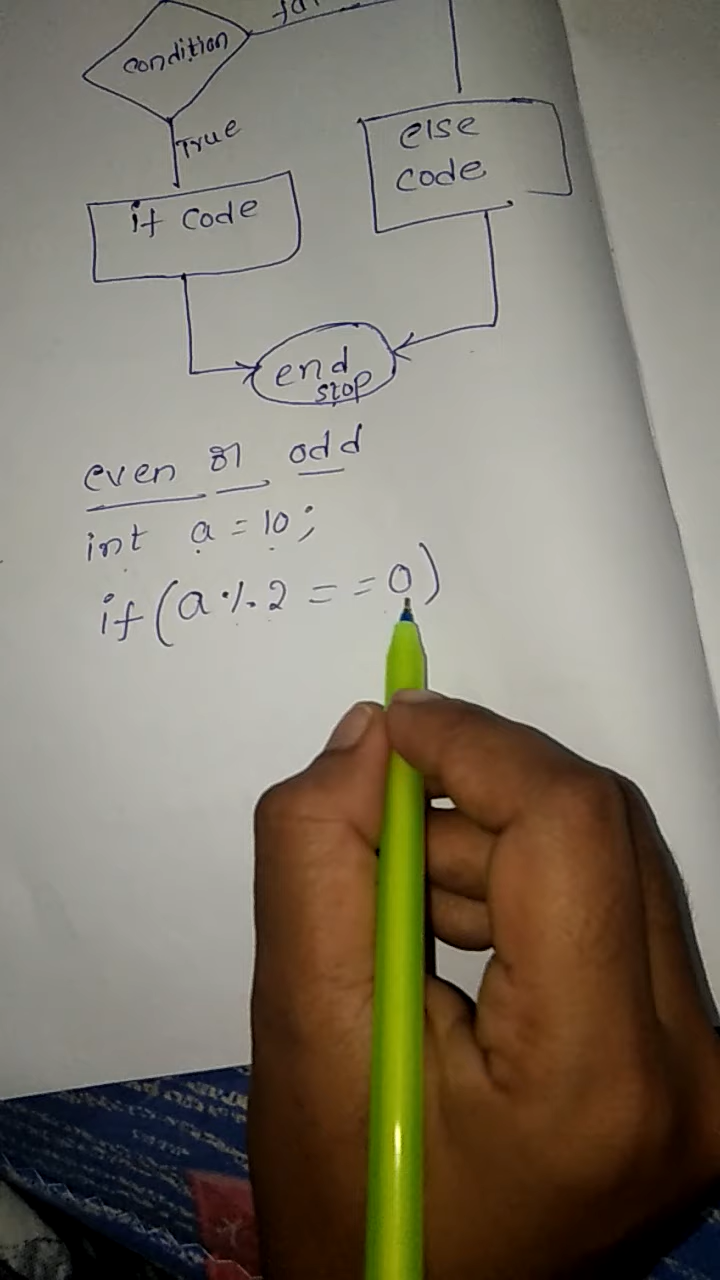 condition
True
else
code
if code
end
stop
even or odd
int a = 10;
if (a % 2 = = 0)